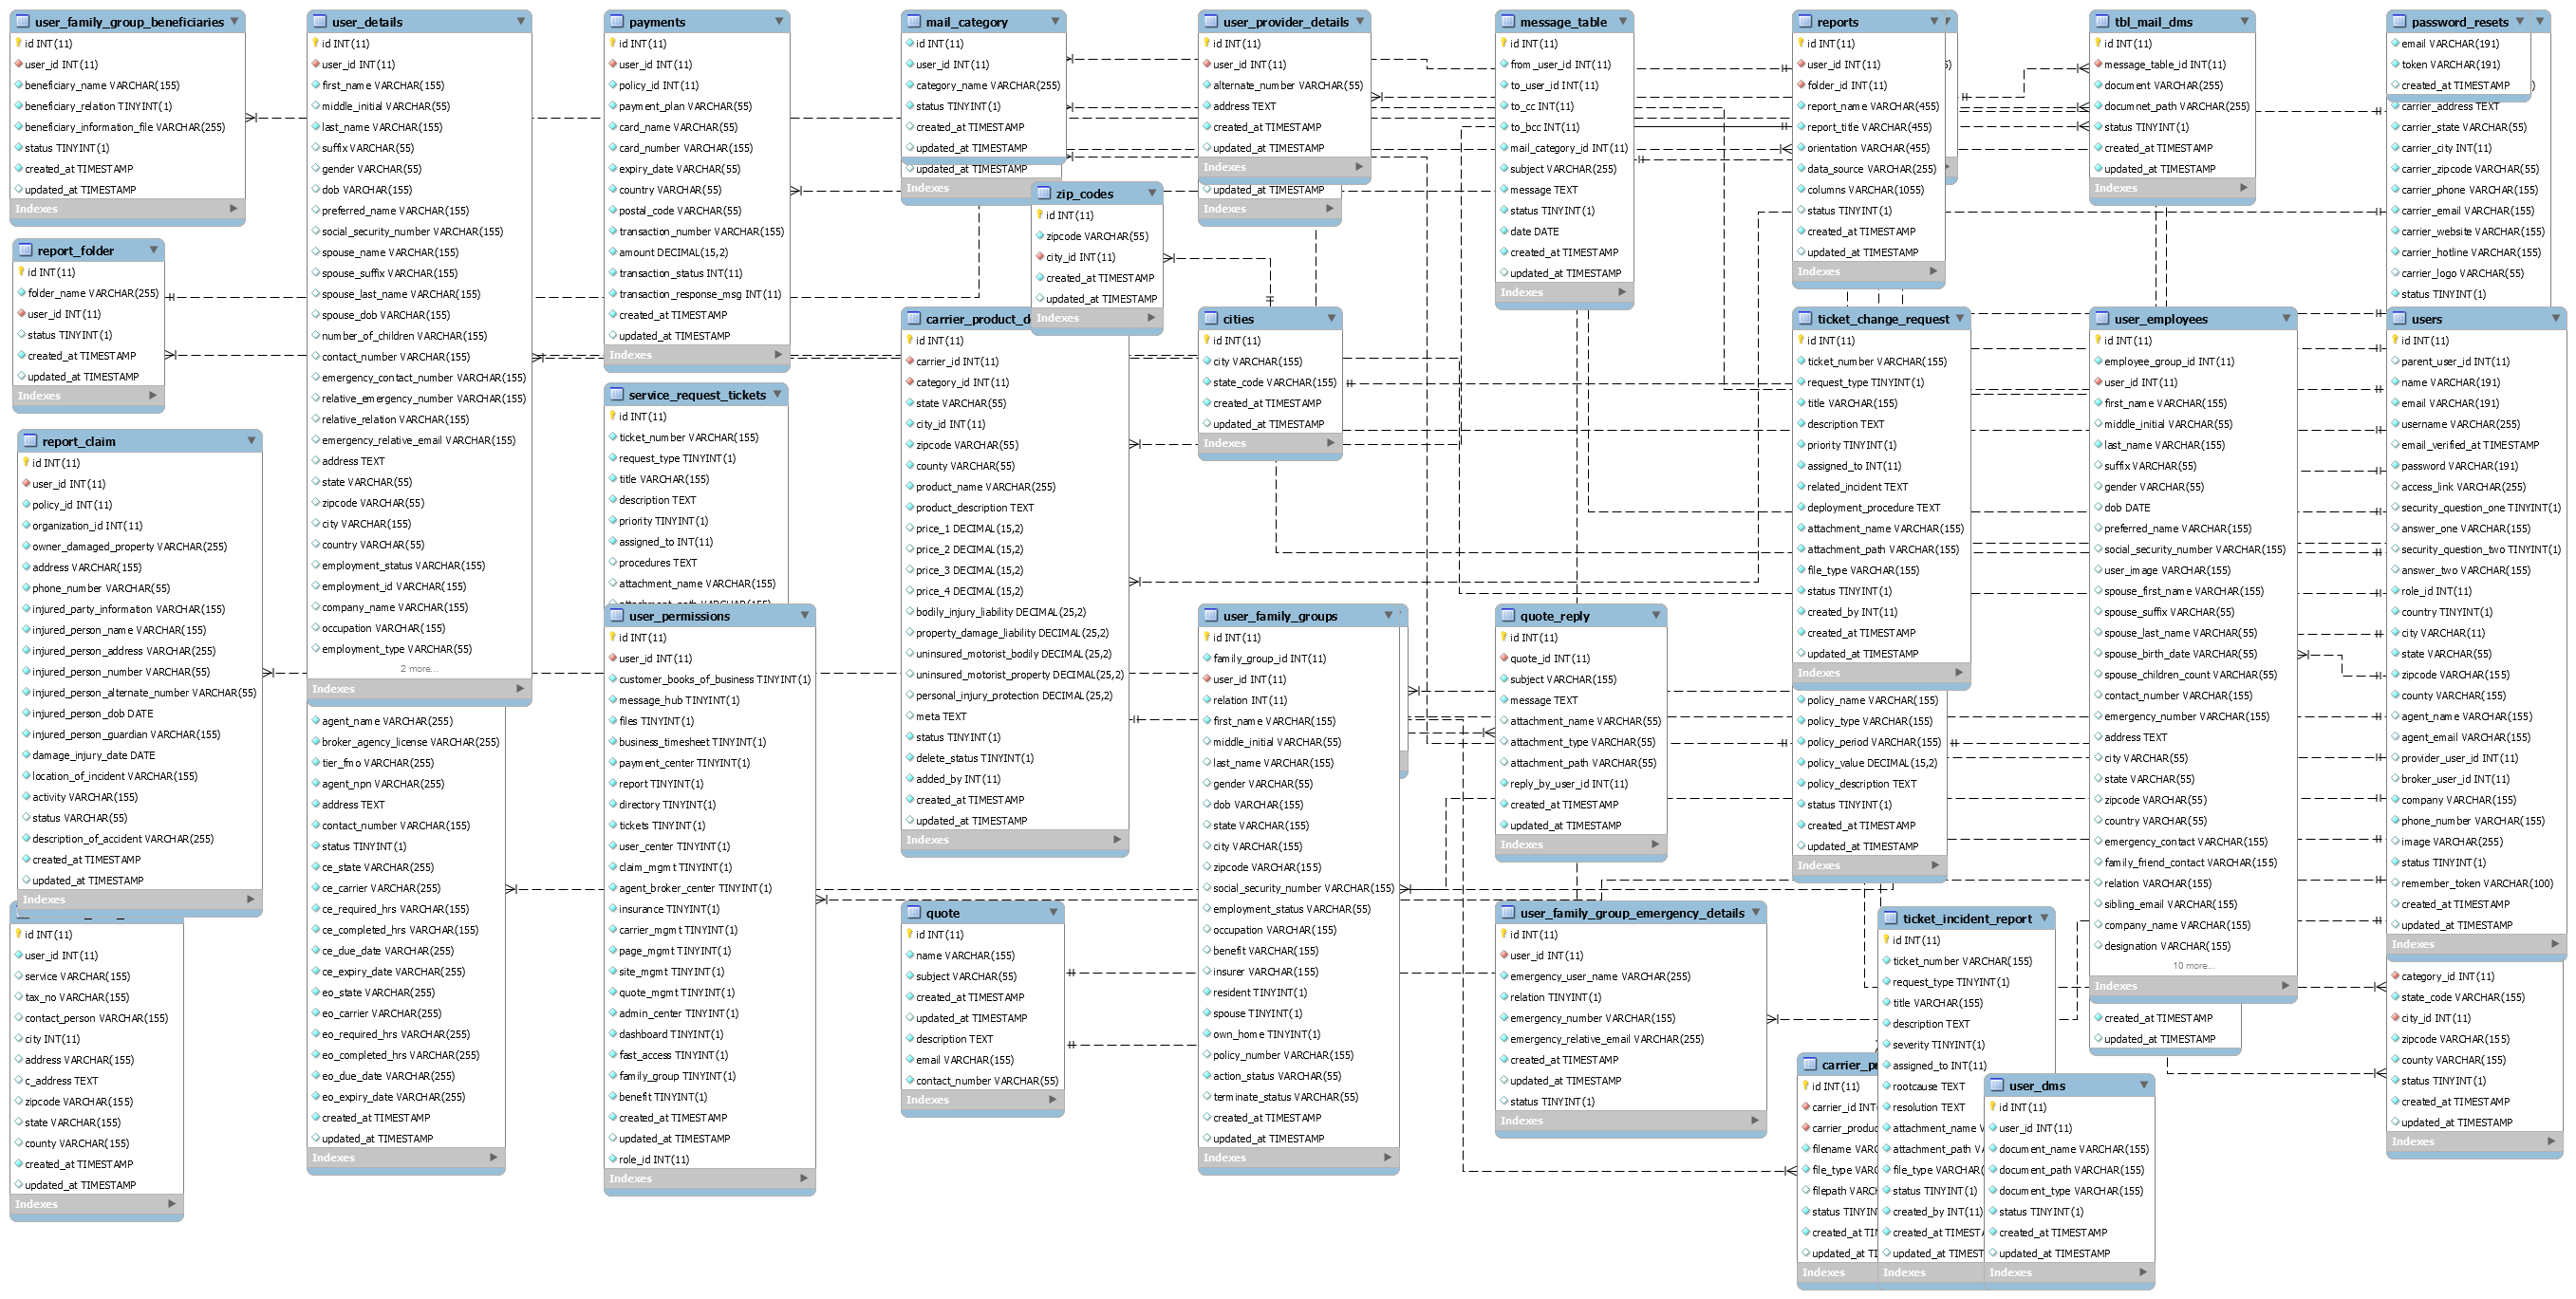 user_family_group_beneficiaries
id INT(11)
user_id INT(11)
beneficiary_name VARCHAR(155)
beneficiary_relation TINYINT(1)
beneficiary_information_file VARCHAR(255)
status TINYINT(1)
created_at TIMESTAMP
updated_at TIMESTAMP
Indexes
report_folder
id INT(11)
folder_name VARCHAR(255)
user_id INT(11)
status TINYINT(1)
created_at TIMESTAMP
updated_at TIMESTAMP
Indexes
report_claim
id INT(11)
user_id INT(11)
policy_id INT(11)
organization_id INT(11)
owner_damaged_property VARCHAR(255)
address VARCHAR(155)
phone_number VARCHAR(55)
injured_party_information VARCHAR(155)
injured_person_name VARCHAR(155)
injured_person_address VARCHAR(255)
injured_person_number VARCHAR(55)
injured_person_alternate_number VARCHAR(55)
injured_person_dob DATE
injured_person_guardian VARCHAR(155)
damage_injury_date DATE
location_of_incident VARCHAR(155)
activity VARCHAR(155)
status VARCHAR(55)
description_of_accident VARCHAR(255)
created_at TIMESTAMP
updated_at TIMESTAMP
Indexes
id INT(11)
user_id INT(11)
service VARCHAR(155)
tax_no VARCHAR(155)
contact_person VARCHAR(155)
city INT(11)
address VARCHAR(155)
c_address TEXT
zipcode VARCHAR(155)
state VARCHAR(155)
county VARCHAR(155)
created_at TIMESTAMP
updated_at TIMESTAMP
Indexes
user_details
id INT(11)
user_id INT(11)
first_name VARCHAR(155)
middle_initial VARCHAR(55)
last_name VARCHAR(155)
suffix VARCHAR(55)
gender VARCHAR(55)
dob VARCHAR(155)
preferred_name VARCHAR(155)
social_security_number VARCHAR(155)
spouse_name VARCHAR(155)
spouse_suffix VARCHAR(155)
spouse_last_name VARCHAR(155)
spouse_dob VARCHAR(155)
number_of_children VARCHAR(155)
contact_number VARCHAR(155)
emergency_contact_number VARCHAR(155)
relative_emergency_number VARCHAR(155)
relative_relation VARCHAR(155)
emergency_relative_email VARCHAR(155)
address TEXT
state VARCHAR(55)
zipcode VARCHAR(55)
city VARCHAR(155)
country VARCHAR(55)
employment_status VARCHAR(155)
employment_id VARCHAR(155)
company_name VARCHAR(155)
occupation VARCHAR(155)
employment_type VARCHAR(55)
2 more...
Indexes
agent_name VARCHAR(255)
broker_agency_license VARCHAR(255)
tier_fmo VARCHAR(255)
agent_npn VARCHAR(255)
address TEXT
contact_number VARCHAR(155)
status TINYINT(1)
ce_state VARCHAR(255)
ce_carrier VARCHAR(255)
ce_required_hrs VARCHAR(155)
ce_completed_hrs VARCHAR(155)
ce_due_date VARCHAR(255)
ce_expiry_date VARCHAR(255)
eo_state VARCHAR(255)
eo_carrier VARCHAR(255)
eo_required_hrs VARCHAR(255)
eo_completed_hrs VARCHAR(255)
eo_due_date VARCHAR(255)
eo_expiry_date VARCHAR(255)
created_at TIMESTAMP
updated_at TIMESTAMP
Indexes
payments
id INT(11)
user_id INT(11)
policy_id INT(11)
payment_plan VARCHAR(55)
card_name VARCHAR(55)
card_number VARCHAR(155)
expiry_date VARCHAR(55)
country VARCHAR(55)
postal_code VARCHAR(55)
transaction_number VARCHAR(155)
amount DECIMAL(15,2)
transaction_status INT(11)
transaction_response_msg INT(11)
created_at TIMESTAMP
updated_at TIMESTAMP
Indexes
service_request_tickets
id INT(11)
ticket_number VARCHAR(155)
request_type TINYINT(1)
title VARCHAR(155)
description TEXT
priority TINYINT(1)
assigned_to INT(11)
procedures TEXT
attachment_name VARCHAR(155)
user_permissions
id INT(11)
user_id INT(11)
customer_books_of_business TINYINT(1)
message_hub TINYINT(1)
files TINYINT(1)
business_timesheet TINYINT(1)
payment_center TINYINT(1)
report TINYINT(1)
directory TINYINT(1)
tickets TINYINT(1)
user_center TINYINT(1)
claim_mgmt TINYINT(1)
agent_broker_center TINYINT(1)
insurance TINYINT(1)
carrier_mgmt TINYINT(1)
page_mgmt TINYINT(1)
site_mgmt TINYINT(1)
quote_mgmt TINYINT(1)
admin_center TINYINT(1)
dashboard TINYINT(1)
fast_access TINYINT(1)
family_group TINYINT(1)
benefit TINYINT(1)
created_at TIMESTAMP
updated_at TIMESTAMP
role_id INT(11)
Indexes
mail_category
id INT(11)
user_id INT(11)
category_name VARCHAR(255)
status TINYINT(1)
created_at TIMESTAMP
updated_at TIMESTAMP
updated_at TIMESTAMP
Indexes
zip_codes
id INT(11)
zipcode VARCHAR(55)
city_id INT(11)
created_at TIMESTAMP
updated_at TIMESTAMP
Indexes
carrier_product_d
id INT(11)
carrier_id INT(11)
category_id INT(11)
state VARCHAR(55)
city_id INT(11)
zipcode VARCHAR(55)
county VARCHAR(55)
product_name VARCHAR(255)
product_description TEXT
price_1 DECIMAL(15,2)
price_2 DECIMAL(15,2)
price_3 DECIMAL(15,2)
price_4 DECIMAL(15,2)
bodily_injury_liability DECIMAL(25,2)
property_damage_liability DECIMAL(25,2)
uninsured_motorist_bodily DECIMAL(25,2)
uninsured_motorist_property DECIMAL(25,2)
personal_injury_protection DECIMAL(25,2)
meta TEXT
status TINYINT(1)
delete_status TINYINT(1)
added_by INT(11)
created_at TIMESTAMP
updated_at TIMESTAMP
Indexes
quote
id INT(11)
name VARCHAR(155)
subject VARCHAR(55)
created_at TIMESTAMP
updated_at TIMESTAMP
description TEXT
email VARCHAR(155)
contact_number VARCHAR(55)
Indexes
user_provider_details
id INT(11)
user_id INT(11)
alternate_number VARCHAR(55)
address TEXT
created_at TIMESTAMP
updated_at TIMESTAMP
Indexes
updated_at TIMESTAMP
Indexes
cities
id INT(11)
city VARCHAR(155)
state_code VARCHAR(155)
created_at TIMESTAMP
updated_at TIMESTAMP
Indexes
user_family_groups
id INT(11)
family_group_id INT(11)
user_id INT(11)
relation INT(11)
first_name VARCHAR(155)
middle_initial VARCHAR(55)
last_name VARCHAR(155)
gender VARCHAR(55)
dob VARCHAR(155)
state VARCHAR(155)
city VARCHAR(155)
zipcode VARCHAR(155)
social_security_number VARCHAR(155)
employment_status VARCHAR(55)
occupation VARCHAR(155)
benefit VARCHAR(155)
insurer VARCHAR(155)
resident TINYINT(1)
spouse TINYINT(1)
own_home TINYINT(1)
policy_number VARCHAR(155)
action_status VARCHAR(55)
terminate_status VARCHAR(55)
created_at TIMESTAMP
updated_at TIMESTAMP
Indexes
message_table
id INT(11)
from_user_id INT(11)
to_user_id INT(11)
to_cc INT(11)
to_bcc INT(11)
mail_category_id INT(11)
subject VARCHAR(255)
message TEXT
status TINYINT(1)
date DATE
created_at TIMESTAMP
updated_at TIMESTAMP
Indexes
quote_reply
id INT(11)
quote_id INT(11)
subject VARCHAR(155)
message TEXT
attachment_name VARCHAR(55)
attachment_type VARCHAR(55)
attachment_path VARCHAR(55)
reply_by_user_id INT(11)
created_at TIMESTAMP
updated_at TIMESTAMP
Indexes
user_family_group_emergency_details
id INT(11)
user_id INT(11)
emergency_user_name VARCHAR(255)
relation TINYINT(1)
emergency_number VARCHAR(155)
emergency_relative_email VARCHAR(255)
created_at TIMESTAMP
updated_at TIMESTAMP
status TINYINT(1)
Indexes
reports
id INT(11)
user_id INT(11)
folder_id INT(11)
report_name VARCHAR(455)
report_title VARCHAR(455)
orientation VARCHAR(455)
data_source VARCHAR(255)
columns VARCHAR(1055)
status TINYINT(1)
created_at TIMESTAMP
updated_at TIMESTAMP
Indexes
ticket_change_request
id INT(11)
ticket_number VARCHAR(155)
request_type TINYINT(1)
title VARCHAR(155)
description TEXT
priority TINYINT(1)
assigned_to INT(11)
related_incident TEXT
deployment_procedure TEXT
attachment_name VARCHAR(155)
attachment_path VARCHAR(155)
file_type VARCHAR(155)
status TINYINT(1)
created_by INT(11)
created_at TIMESTAMP
updated_at TIMESTAMP
Indexes
policy_name VARCHAR(155)
policy_type VARCHAR(155)
policy_period VARCHAR(155)
policy_value DECIMAL(15,2)
policy_description TEXT
status TINYINT(1)
created_at TIMESTAMP
updated_at TIMESTAMP
Indexes
carrier_p
id INT(11)
carrier_id INT
carrier_produc
filename VARC
file_type VARC
filepath VARCH
status TINYIN
created_at TI
updated_at TI
Indexes
ticket_incident_report
id INT(11)
ticket_number VARCHAR(155)
request_type TINYINT(1)
title VARCHAR(155)
description TEXT
severity TINYINT(1)
assigned_to INT(11)
rootcause TEXT
resolution TEXT
attachment_name V
attachment_path VA
file_type VARCHAR(
status TINYINT(1)
created_by INT(11)
created_at TIMEST
updated_at TIMEST
Indexes
user_dms
id INT(11)
user_id INT(11)
document_name VARCHAR(155)
document_path VARCHAR(155)
document_type VARCHAR(155)
status TINYINT(1)
created_at TIMESTAMP
updated_at TIMESTAMP
Indexes
tbl_mail_dms
id INT(11)
message_table_id INT(11)
document VARCHAR(255)
documnet_path VARCHAR(255)
status TINYINT(1)
created_at TIMESTAMP
updated_at TIMESTAMP
Indexes
user_employees
id INT(11)
employee_group_id INT(11)
user_id INT(11)
first_name VARCHAR(155)
middle_initial VARCHAR(55)
last_name VARCHAR(155)
suffix VARCHAR(55)
gender VARCHAR(55)
dob DATE
preferred_name VARCHAR(155)
social_security_number VARCHAR(155)
user_image VARCHAR(155)
spouse_first_name VARCHAR(155)
spouse_suffix VARCHAR(55)
spouse_last_name VARCHAR(55)
spouse_birth_date VARCHAR(55)
spouse_children_count VARCHAR(55)
contact_number VARCHAR(155)
emergency_number VARCHAR(155)
address TEXT
city VARCHAR(55)
state VARCHAR(55)
zipcode VARCHAR(55)
country VARCHAR(55)
emergency_contact VARCHAR(155)
family_friend_contact VARCHAR(155)
relation VARCHAR(155)
sibling_email VARCHAR(155)
company_name VARCHAR(155)
designation VARCHAR(155)
10 more...
Indexes
created_at TIMESTAMP
updated_at TIMESTAMP
password_resets
email VARCHAR(191)
token VARCHAR(191)
created_at TIMESTAMP
carrier_address TEXT
carrier_state VARCHAR(55)
carrier_city INT(11)
carrier_zipcode VARCHAR(55)
carrier_phone VARCHAR(155)
carrier_email VARCHAR(155)
carrier_website VARCHAR(155)
carrier_hotline VARCHAR(155)
carrier_logo VARCHAR(55)
status TINYINT(1)
users
id INT(11)
parent_user_id INT(11)
name VARCHAR(191)
email VARCHAR(191)
username VARCHAR(255)
email_verified_at TIMESTAMP
password VARCHAR(191)
access_link VARCHAR(255)
security_question_one TINYINT(1)
answer_one VARCHAR(155)
security_question_two TINYINT(1)
answer_two VARCHAR(155)
role_id INT(11)
country TINYINT(1)
city VARCHAR(11)
state VARCHAR(55)
zipcode VARCHAR(155)
county VARCHAR(155)
agent_name VARCHAR(155)
agent_email VARCHAR(155)
provider_user_id INT(11)
broker_user_id INT(11)
company VARCHAR(155)
phone_number VARCHAR(155)
image VARCHAR(255)
status TINYINT(1)
remember_token VARCHAR(100)
created_at TIMESTAMP
updated_at TIMESTAMP
Indexes
category_id INT(11)
state_code VARCHAR(155)
city_id INT(11)
zipcode VARCHAR(155)
county VARCHAR(155)
status TINYINT(1)
created_at TIMESTAMP
updated_at TIMESTAMP
Indexes